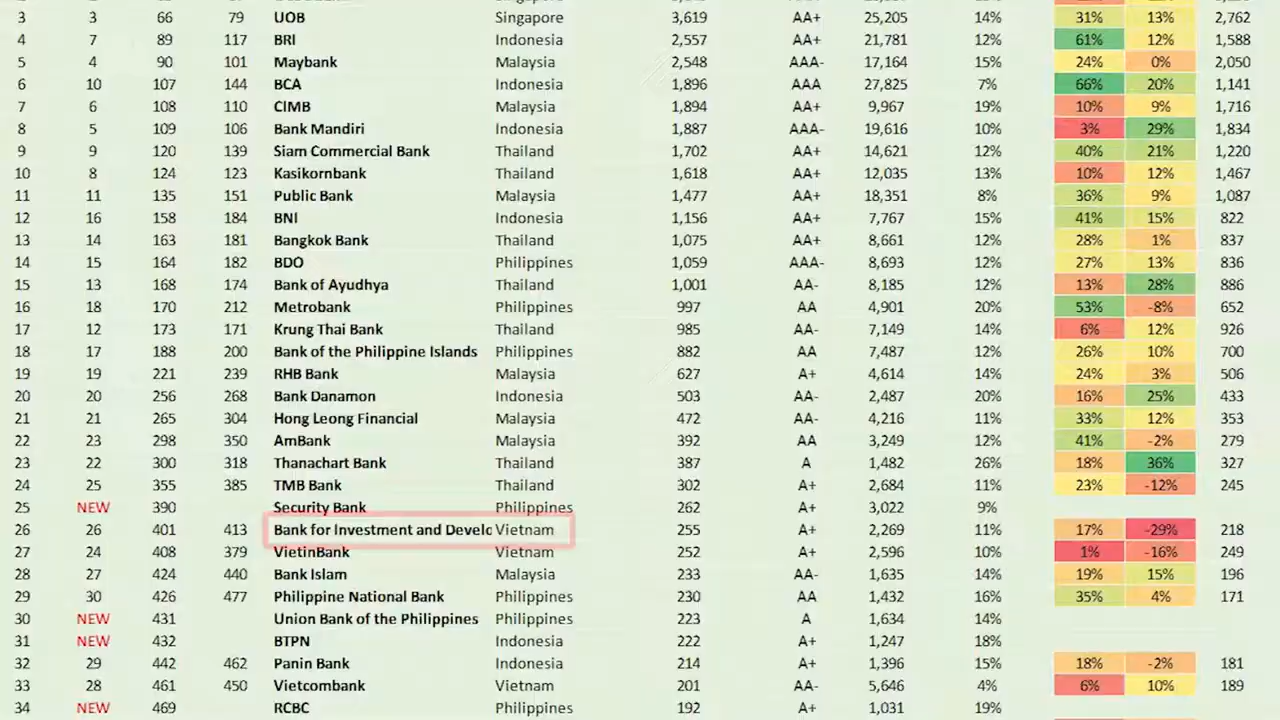 3 3 66 79 UOB Singapore 3,619 AA+ 25,205 14% 31% 13% 2,762
4 7 89 117 BRI Indonesia 2,557 AA+ 21,781 12% 61% 12% 1,588
5 4 90 101 Maybank Malaysia 2,548 AAA- 17,164 15% 24% 0% 2,050
6 10 107 144 BCA Indonesia 1,896 AAA 27,825 7% 66% 20% 1,141
7 6 108 110 CIMB Malaysia 1,894 AA+ 9,967 19% 10% 9% 1,716
8 5 109 106 Bank Mandiri Indonesia 1,887 AAA- 19,616 10% 3% 29% 1,834
9 9 120 139 Siam Commercial Bank Thailand 1,702 AA+ 14,621 12% 40% 21% 1,220
10 8 124 123 Kasikornbank Thailand 1,618 AA+ 12,035 13% 10% 12% 1,467
11 11 135 151 Public Bank Malaysia 1,477 AA+ 18,351 8% 36% 9% 1,087
12 16 158 184 BNI Indonesia 1,156 AA+ 7,767 15% 41% 15% 822
13 14 163 181 Bangkok Bank Thailand 1,075 AA+ 8,661 12% 28% 1% 837
14 15 164 182 BDO Philippines 1,059 AAA- 8,693 12% 27% 13% 836
15 13 168 174 Bank of Ayudhya Thailand 1,001 AA- 8,185 12% 13% 28% 886
16 18 170 212 Metrobank Philippines 997 AA 4,901 20% 53% -8% 652
17 12 173 171 Krung Thai Bank Thailand 985 AA- 7,149 14% 6% 12% 926
18 17 188 200 Bank of the Philippine Islands Philippines 882 AA 7,487 12% 26% 10% 700
19 19 221 239 RHB Bank Malaysia 627 A+ 4,614 14% 24% 3% 506
20 20 256 268 Bank Danamon Indonesia 503 AA- 2,487 20% 16% 25% 433
21 21 265 304 Hong Leong Financial Malaysia 472 AA- 4,216 11% 33% 12% 353
22 23 298 350 AmBank Malaysia 392 AA 3,249 12% 41% -2% 279
23 22 300 318 Thanachart Bank Thailand 387 A 1,482 26% 18% 36% 327
24 25 355 385 TMB Bank Thailand 302 A+ 2,684 11% 23% -12% 245
25 NEW 390 Security Bank Philippines 262 A+ 3,022 9%
26 26 401 413 Bank for Investment and Develo Vietnam 255 A+ 2,269 11% 17% -29% 218
27 24 408 379 VietinBank Vietnam 252 A+ 2,596 10% 1% -16% 249
28 27 424 440 Bank Islam Malaysia 233 AA- 1,635 14% 19% 15% 196
29 30 426 477 Philippine National Bank Philippines 230 AA 1,432 16% 35% 4% 171
30 NEW 431 Union Bank of the Philippines Philippines 223 A 1,634 14%
31 NEW 432 BTPN Indonesia 222 A+ 1,247 18%
32 29 442 462 Panin Bank Indonesia 214 A+ 1,396 15% 18% -2% 181
33 28 461 450 Vietcombank Vietnam 201 AA- 5,646 4% 6% 10% 189
34 NEW 469 RCBC Philippines 192 A+ 1,031 19%